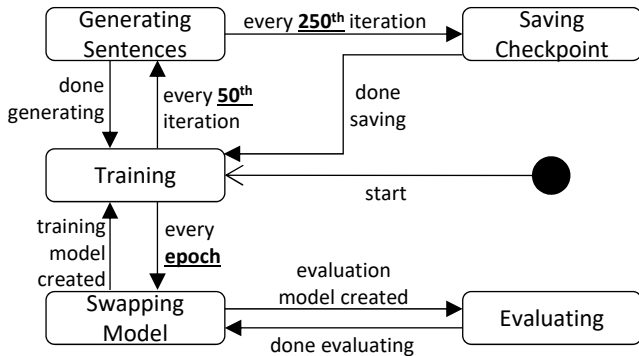 Generating
Sentences
every 250th iteration
Saving
Checkpoint
done
generating
every 50th
iteration
done
saving
Training
start
training
model
created
every
epoch
evaluation
model created
Swapping
Model
done evaluating
Evaluating